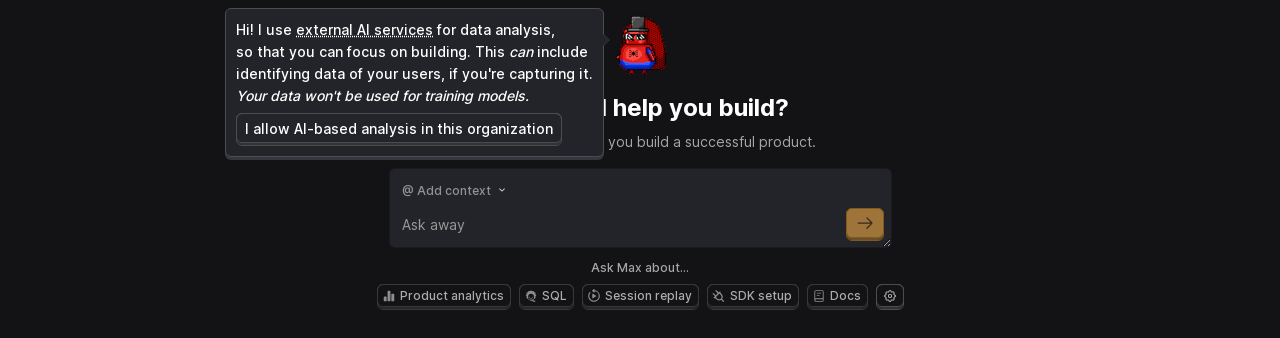 Hi! I use external AI services for data analysis,
so that you can focus on building. This can include
identifying data of your users, if you're capturing it.
Your data won't be used for training models.
I allow AI-based analysis in this organization
help you build?
you build a successful product.
@ Add context
Ask away
Ask Max about...
Product analytics
SQL
Session replay
SDK setup
Docs